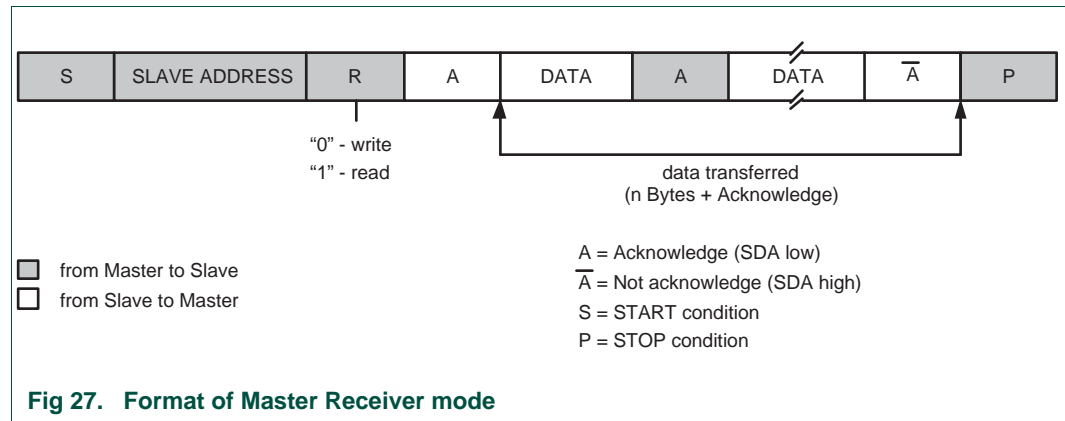 S SLAVE ADDRESS R A DATA A DATA A̅ P
“0” - write
“1” - read
data transferred
(n Bytes + Acknowledge)
from Master to Slave
from Slave to Master
A = Acknowledge (SDA low)
A̅ = Not acknowledge (SDA high)
S = START condition
P = STOP condition
Fig 27. Format of Master Receiver mode